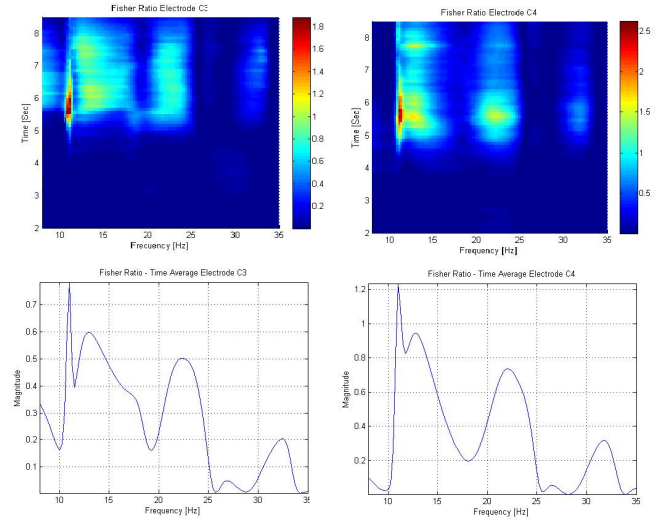 Fisher Ratio Electrode C3
Time [Sec]
8
7
6
5
4
3
2
10 15 20 25 30 35
Frecuency [Hz]
1.8
1.6
1.4
1.2
1
0.8
0.6
0.4
0.2
Fisher Ratio Electrode C4
Time [Sec]
8
7
6
5
4
3
2
10 15 20 25 30 35
Frequency [Hz]
2.5
2
1.5
1
0.5
Fisher Ratio - Time Average Electrode C3
Magnitude
0.7
0.6
0.5
0.4
0.3
0.2
0.1
10 15 20 25 30 35
Frequency [Hz]
Fisher Ratio - Time Average Electrode C4
Magnitude
1.2
1
0.8
0.6
0.4
0.2
10 15 20 25 30 35
Frequency [Hz]